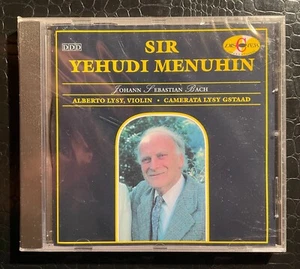 DDD
SIR
YEHUDI MENUHIN
JOHANN SEBASTIAN BACH
ALBERTO LYSY, VIOLIN • CAMERATA LYSY GSTAAD